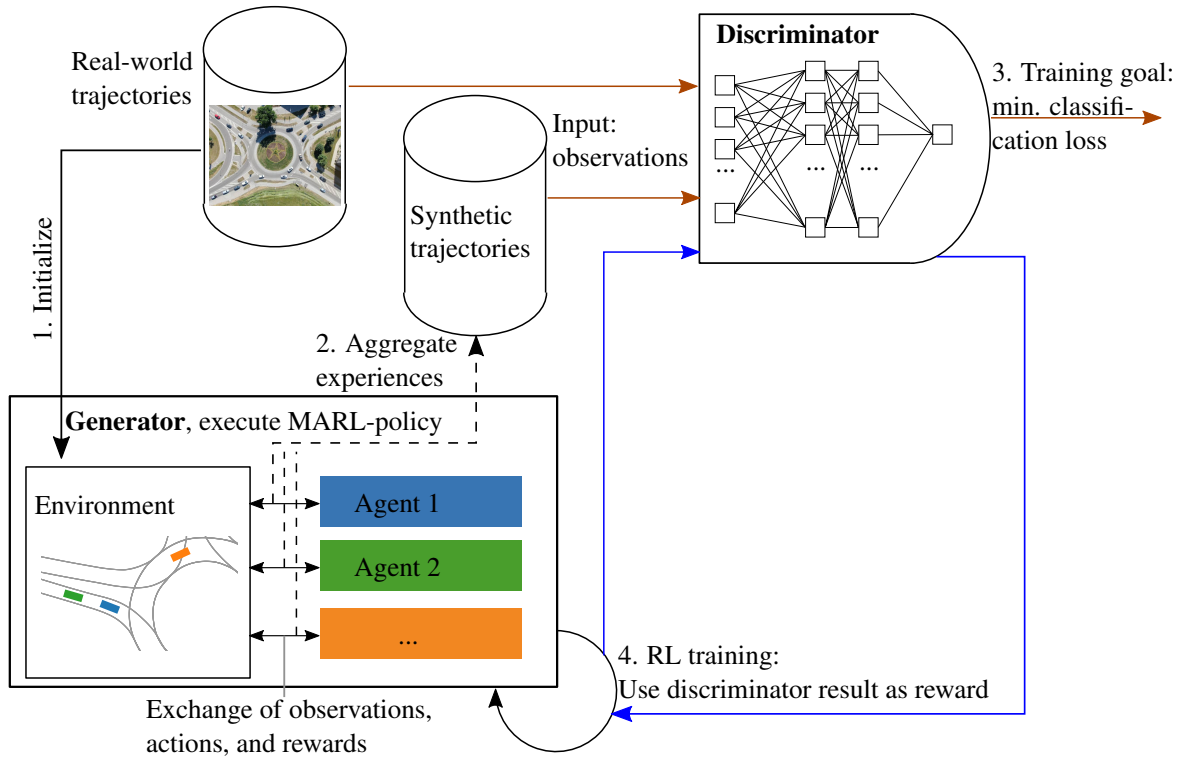 Discriminator
Real-world
trajectories
3. Training goal:
min. classifi-
cation loss
Input:
observations
...
...
...
Synthetic
trajectories
1. Initialize
2. Aggregate
experiences
Generator, execute MARL-policy
Environment
Agent 1
Agent 2
...
4. RL training:
Use discriminator result as reward
Exchange of observations,
actions, and rewards